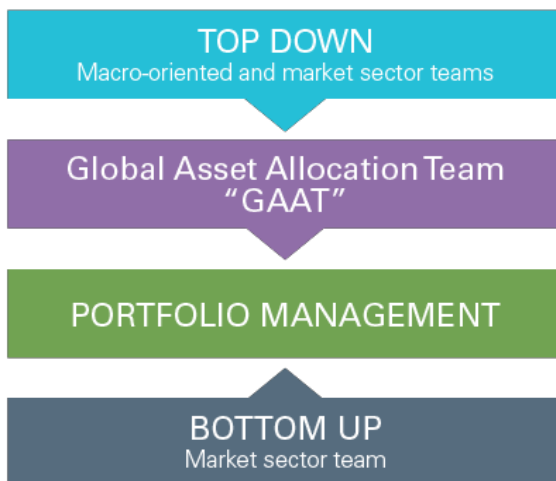 TOP DOWN
Macro-oriented and market sector teams
Global Asset Allocation Team
“GAAT”
PORTFOLIO MANAGEMENT
BOTTOM UP
Market sector team